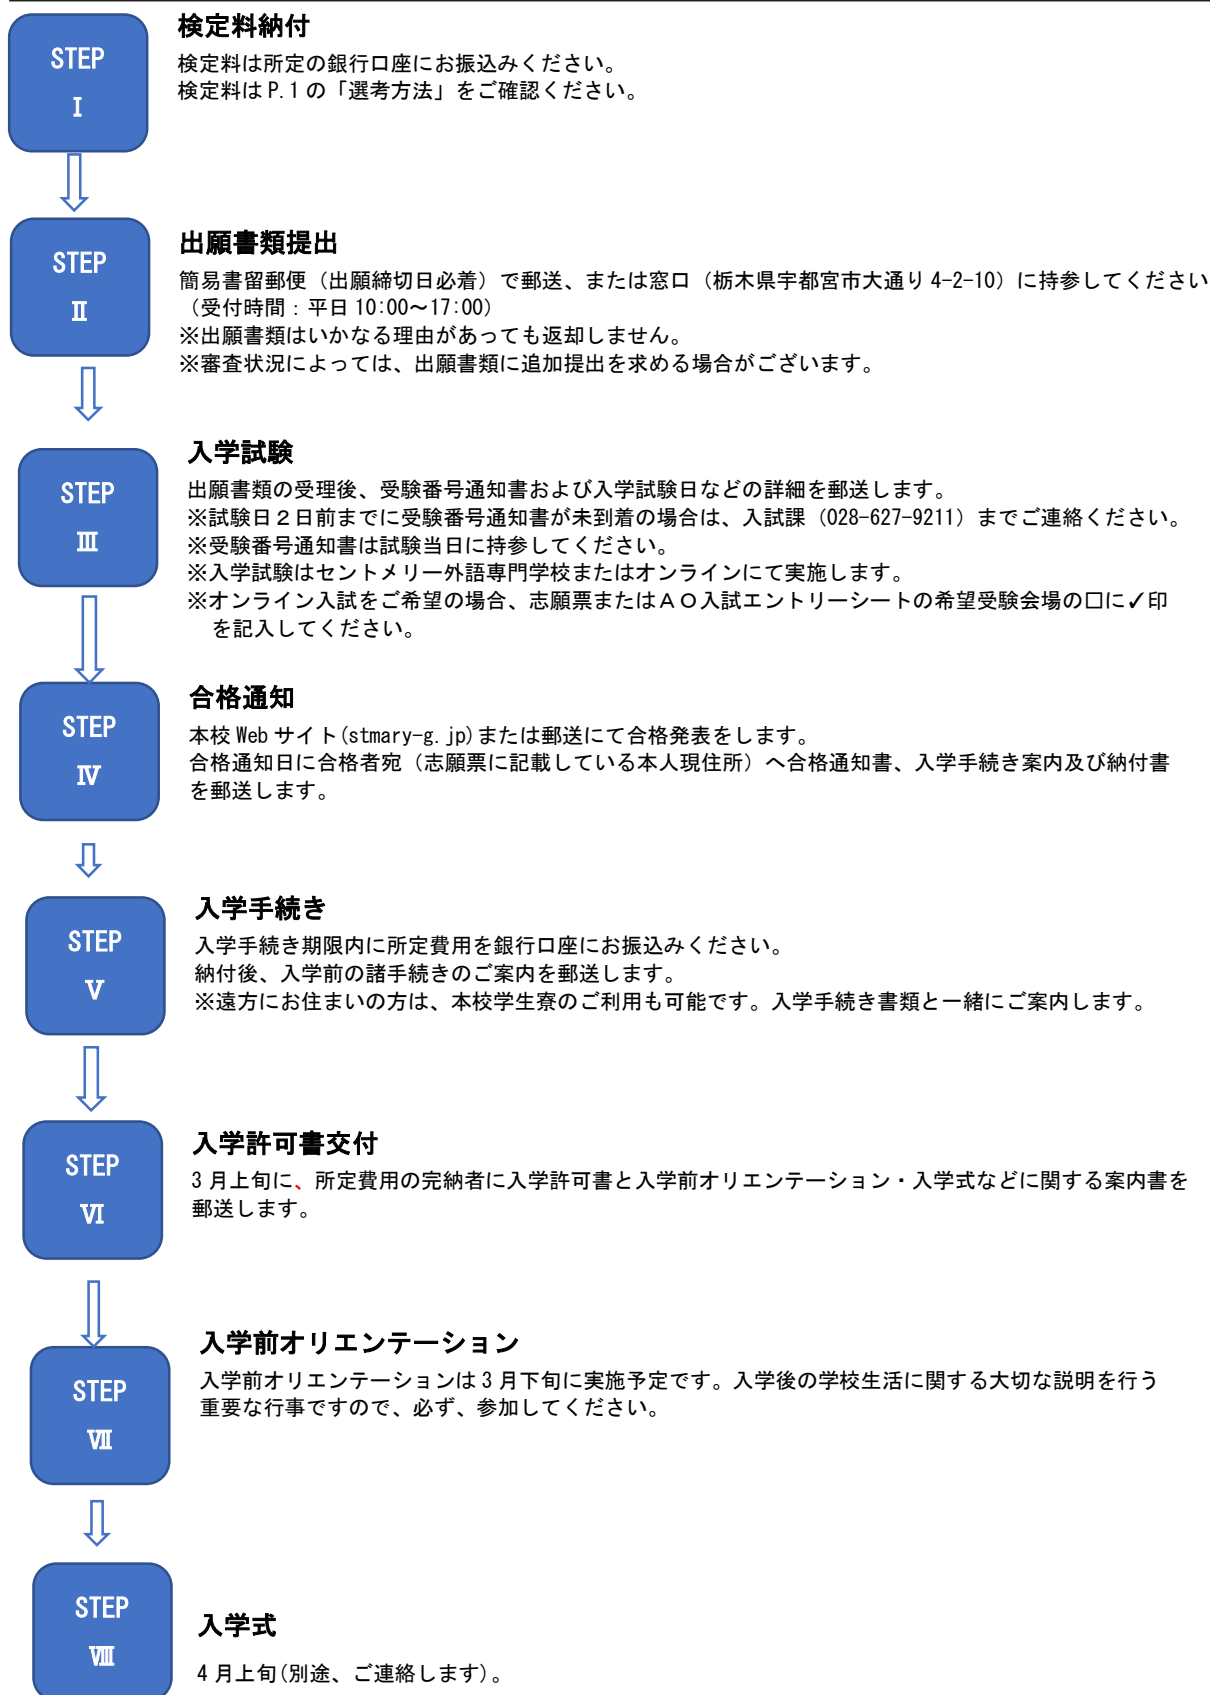 STEP
Ⅰ
検定料納付
検定料は所定の銀行口座にお振込みください。
検定料は P.1 の「選考方法」をご確認ください。
STEP
Ⅱ
出願書類提出
簡易書留郵便（出願締切日必着）で郵送、または窓口（栃木県宇都宮市大通り 4-2-10）に持参してください
（受付時間：平日 10:00～17:00）
※出願書類はいかなる理由があっても返却しません。
※審査状況によっては、出願書類に追加提出を求める場合がございます。
STEP
Ⅲ
入学試験
出願書類の受理後、受験番号通知書および入学試験日などの詳細を郵送します。
※試験日２日前までに受験番号通知書が未到着の場合は、入試課（028-627-9211）までご連絡ください。
※受験番号通知書は試験当日に持参してください。
※入学試験はセントメリー外語専門学校またはオンラインにて実施します。
※オンライン入試をご希望の場合、志願票またはＡＯ入試エントリーシートの希望受験会場の□に✓印
を記入してください。
STEP
Ⅳ
合格通知
本校 Web サイト(stmary-g.jp)または郵送にて合格発表をします。
合格通知日に合格者宛（志願票に記載している本人現住所）へ合格通知書、入学手続き案内及び納付書
を郵送します。
STEP
Ⅴ
入学手続き
入学手続き期限内に所定費用を銀行口座にお振込みください。
納付後、入学前の諸手続きのご案内を郵送します。
※遠方にお住まいの方は、本校学生寮のご利用も可能です。入学手続き書類と一緒にご案内します。
STEP
Ⅵ
入学許可書交付
3 月上旬に、所定費用の完納者に入学許可書と入学前オリエンテーション・入学式などに関する案内書を
郵送します。
STEP
Ⅶ
入学前オリエンテーション
入学前オリエンテーションは 3 月下旬に実施予定です。入学後の学校生活に関する大切な説明を行う
重要な行事ですので、必ず、参加してください。
STEP
Ⅷ
入学式
4 月上旬(別途、ご連絡します)。